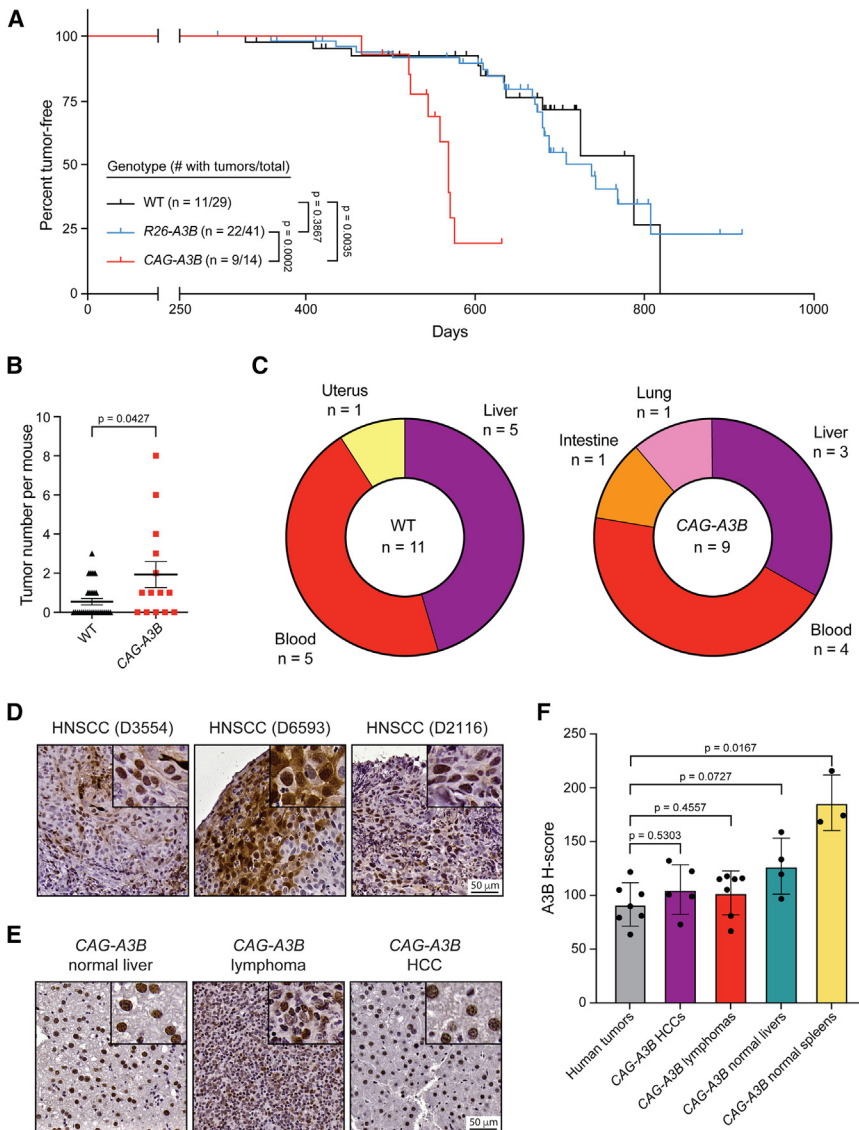 A
100
75
50
25
0
Percent tumor-free
Genotype (# with tumors/total)
WT (n = 11/29)
R26-A3B (n = 22/41)
CAG-A3B (n = 9/14)
p = 0.0002
p = 0.3867
p = 0.0035
0 250 400 600 800 1000
Days
B
p = 0.0427
10
8
6
4
2
0
Tumor number per mouse
WT
CAG-A3B
C
Uterus
n = 1
Liver
n = 5
WT
n = 11
Blood
n = 5
Lung
n = 1
Intestine
n = 1
Liver
n = 3
CAG-A3B
n = 9
Blood
n = 4
D
HNSCC (D3554)
HNSCC (D6593)
HNSCC (D2116)
50 μm
E
CAG-A3B
normal liver
CAG-A3B
lymphoma
CAG-A3B
HCC
50 μm
F
250
200
150
100
50
0
A3B H-score
p = 0.0167
p = 0.0727
p = 0.4557
p = 0.5303
Human tumors
CAG-A3B HCCs
CAG-A3B lymphomas
CAG-A3B normal livers
CAG-A3B normal spleens